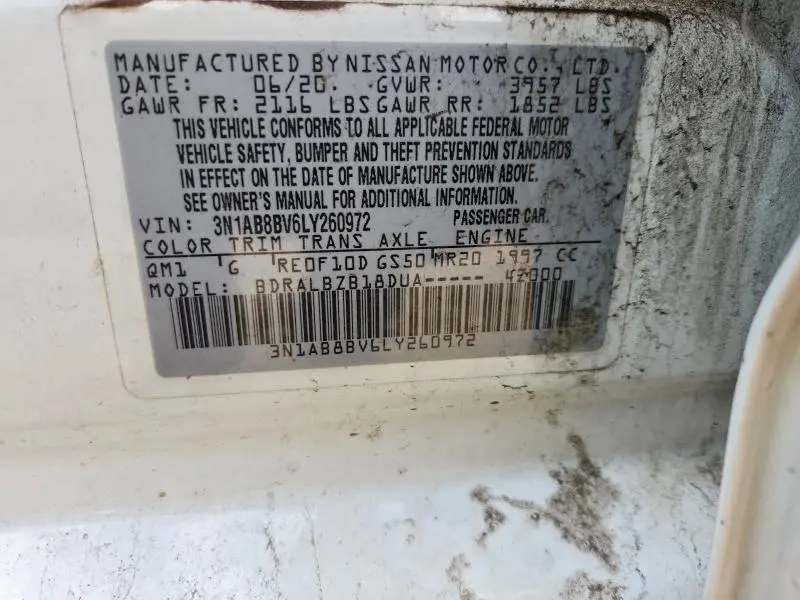 MANUFACTURED BY NISSAN MOTOR CO., LTD.
DATE: 06/20. GVWR: 3957 LBS
GAWR FR: 2116 LBS GAWR RR: 1852 LBS
THIS VEHICLE CONFORMS TO ALL APPLICABLE FEDERAL MOTOR
VEHICLE SAFETY, BUMPER AND THEFT PREVENTION STANDARDS
IN EFFECT ON THE DATE OF MANUFACTURE SHOWN ABOVE.
SEE OWNER'S MANUAL FOR ADDITIONAL INFORMATION.
VIN: 3N1AB8BV6LY260972 PASSENGER CAR.
COLOR TRIM TRANS AXLE ENGINE
QM1 G RE0F10D GS50 MR20 1997 CC
MODEL: BDRALBZB18DUA----- 42000
3N1AB8BV6LY260972